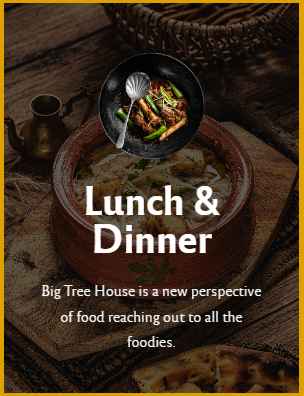 Lunch &
Dinner
Big Tree House is a new perspective
of food reaching out to all the
foodies.